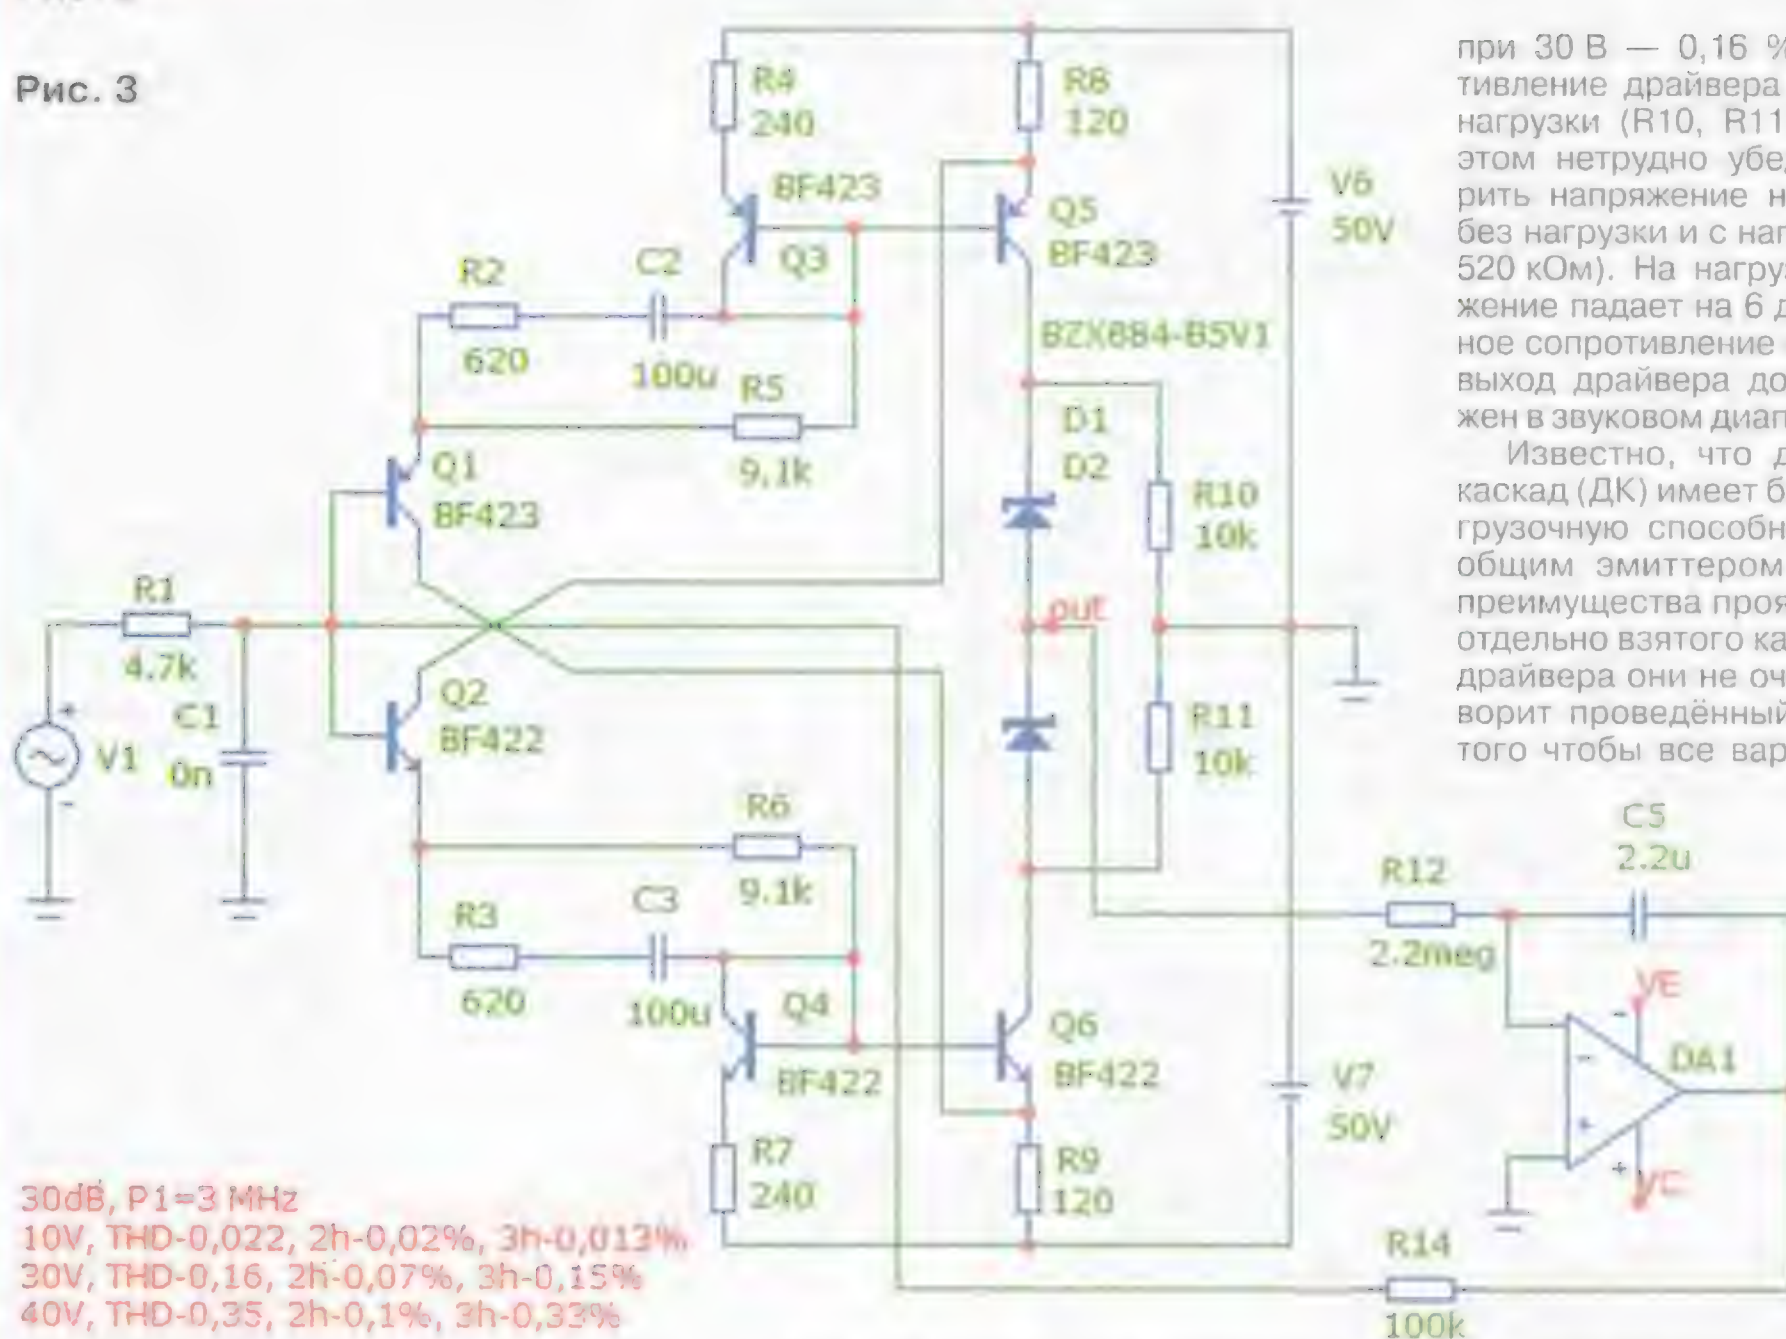 Рис. 3
R4
240
R8
120
BF423
Q3
Q5
BF423
V6
50V
R2
620
C2
100u
R5
9.1k
BZX884-B5V1
D1
D2
Q1
BF423
R10
10k
R1
4.7k
out
Q2
BF422
C1
0n
V1
+
-
R11
10k
R6
9.1k
R3
620
C3
100u
Q4
BF422
Q6
BF422
V7
50V
R7
240
R9
120
C5
2.2u
R12
2.2meg
VE
-
-
DA1
+
+
VC
R14
100k
30dB, P1=3 MHz
10V, THD-0,022, 2h-0,02%, 3h-0,013%
30V, THD-0,16, 2h-0,07%, 3h-0,15%
40V, THD-0,35, 2h-0,1%, 3h-0,33%
при 30 В — 0,16 %
тивление драйвера
нагрузки (R10, R11
этом нетрудно убе
рить напряжение н
без нагрузки и с наг
520 кОм). На нагруз
жение падает на 6 д
ное сопротивление
выход драйвера до
жен в звуковом диап
Известно, что д
каскад (ДК) имеет б
грузочную способн
общим эмиттером
преимущества проя
отдельно взятого ка
драйвера они не оч
ворит проведённый
того чтобы все вар